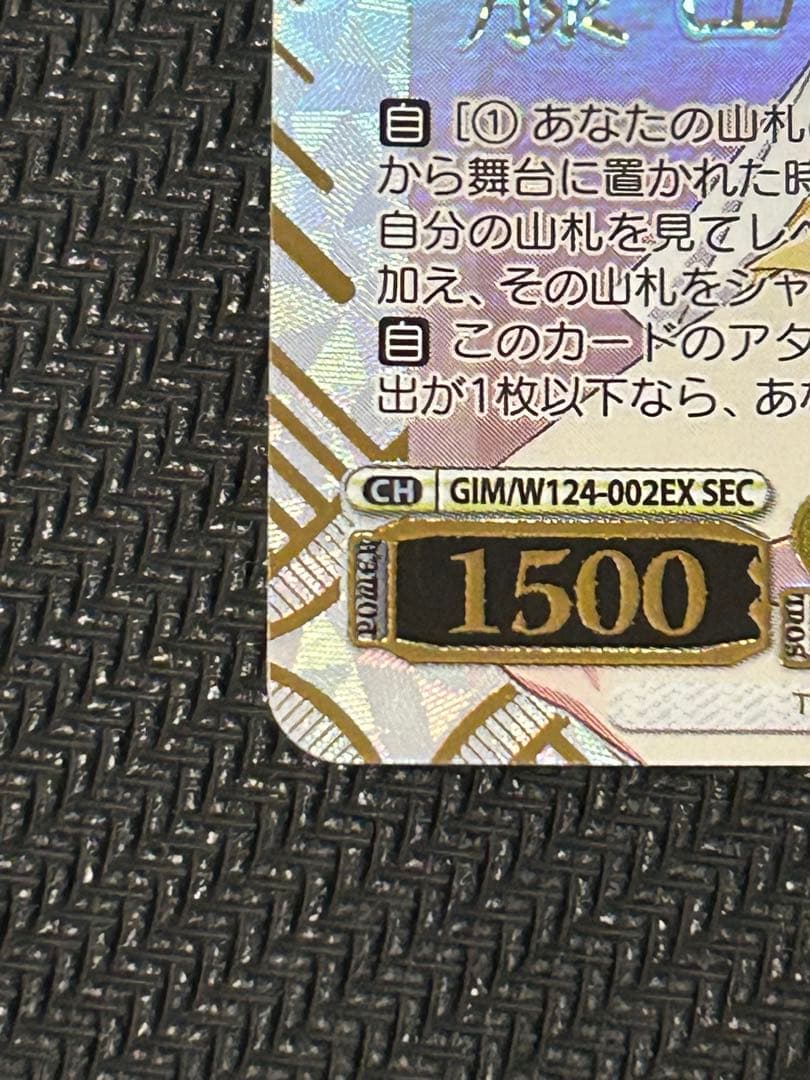 自 [① あなたの山札
から舞台に置かれた時
自分の山札を見てレベ
加え、その山札をシャ
自 このカードのアタ
出が1枚以下なら、あな
CH GIM/W124-002EX SEC
POWER 1500
SOUL
T